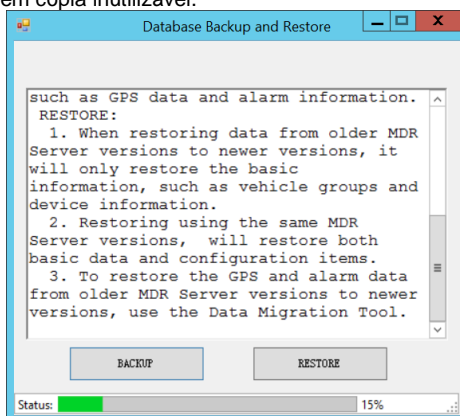 em cópia inutilizável.
Database Backup and Restore
such as GPS data and alarm information.
RESTORE:
1. When restoring data from older MDR
Server versions to newer versions, it
will only restore the basic
information, such as vehicle groups and
device information.
2. Restoring using the same MDR
Server versions,  will restore both
basic data and configuration items.
3. To restore the GPS and alarm data
from older MDR Server versions to newer
versions, use the Data Migration Tool.
BACKUP
RESTORE
Status:
15%